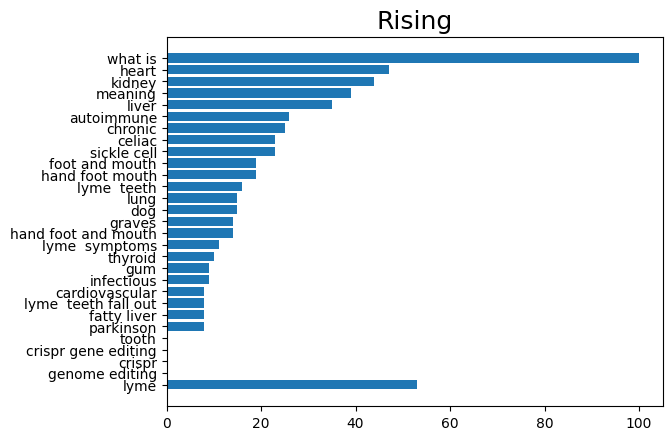 Rising
what is
heart
kidney
meaning
liver
autoimmune
chronic
celiac
sickle cell
foot and mouth
hand foot mouth
lyme  teeth
lung
dog
graves
hand foot and mouth
lyme  symptoms
thyroid
gum
infectious
cardiovascular
lyme  teeth fall out
fatty liver
parkinson
tooth
crispr gene editing
crispr
genome editing
lyme
0 20 40 60 80 100